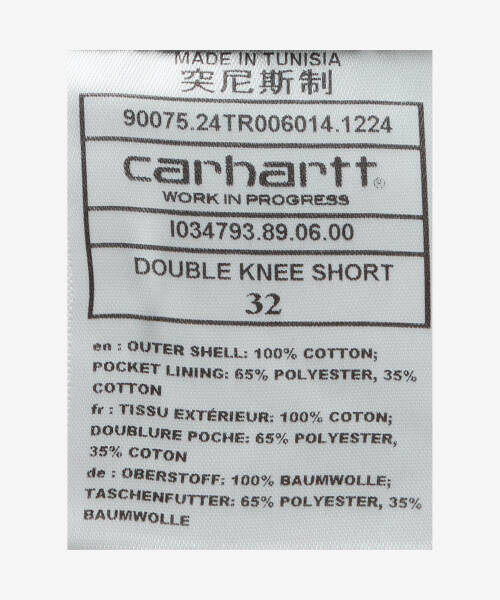 MADE IN TUNISIA
突尼斯制
90075.24TR006014.1224
carhartt®
WORK IN PROGRESS
I034793.89.06.00
DOUBLE KNEE SHORT
32
en : OUTER SHELL: 100% COTTON;
POCKET LINING: 65% POLYESTER, 35%
COTTON
fr : TISSU EXTÉRIEUR: 100% COTON;
DOUBLURE POCHE: 65% POLYESTER,
35% COTON
de : OBERSTOFF: 100% BAUMWOLLE;
TASCHENFUTTER: 65% POLYESTER, 35%
BAUMWOLLE